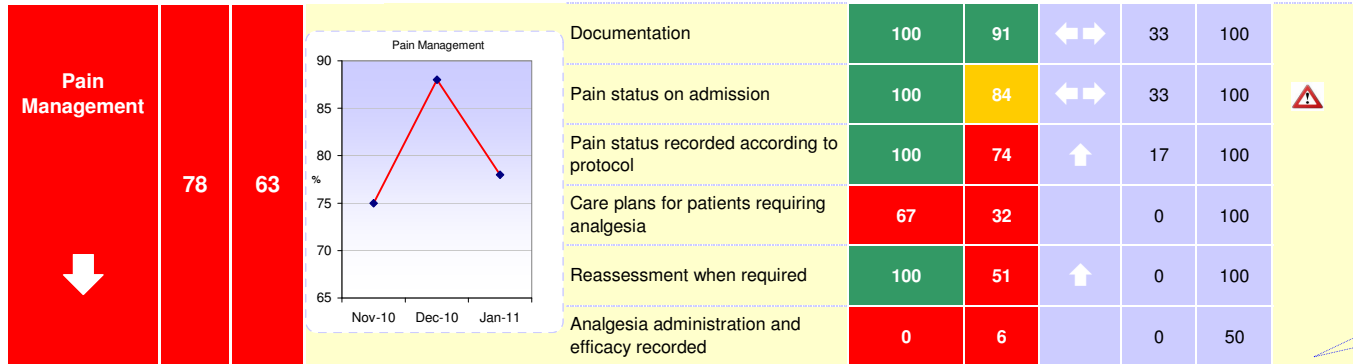 Pain
Management
78
63
Pain Management
90
85
80
%
75
70
65
Nov-10 Dec-10 Jan-11
Documentation 100 91 33 100
Pain status on admission 100 84 33 100
Pain status recorded according to
protocol 100 74 17 100
Care plans for patients requiring
analgesia 67 32 0 100
Reassessment when required 100 51 0 100
Analgesia administration and
efficacy recorded 0 6 0 50